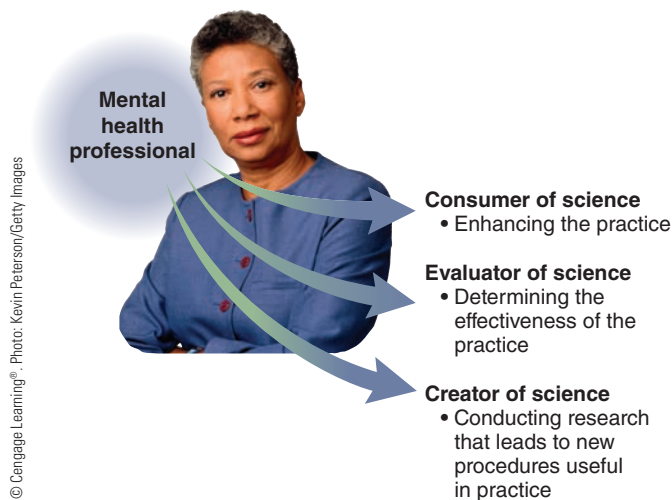 Mental
health
professional
Consumer of science
• Enhancing the practice
Evaluator of science
• Determining the
effectiveness of the
practice
Creator of science
• Conducting research
that leads to new
procedures useful
in practice
© Cengage Learning®. Photo: Kevin Peterson/Getty Images